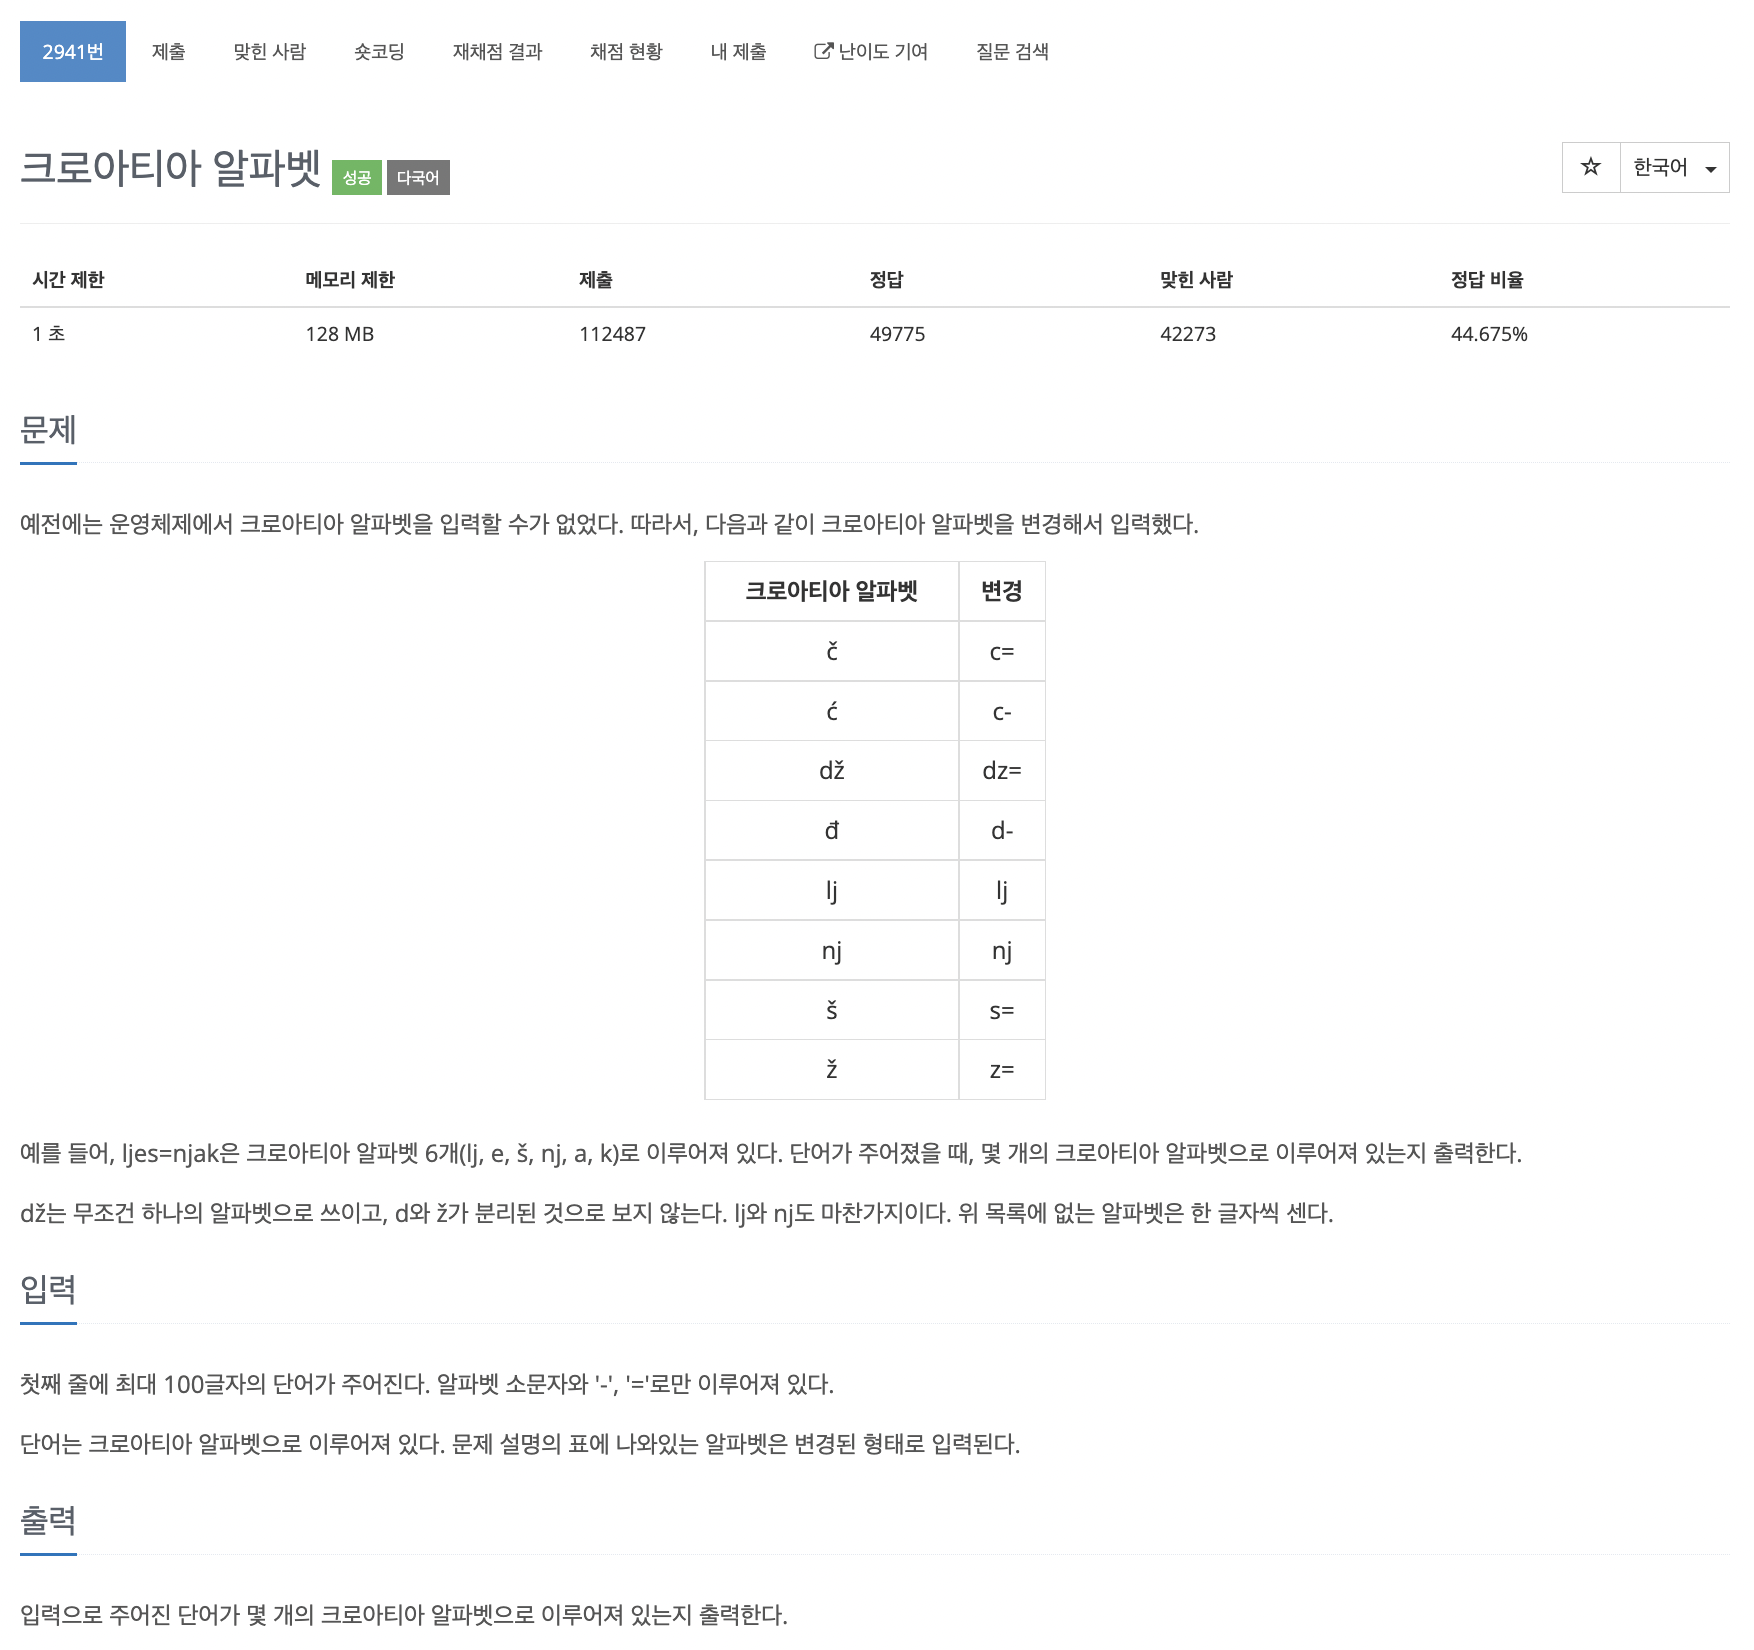 2941번 제출 맞힌 사람 숏코딩 재채점 결과 채점 현황 내 제출 난이도 기여 질문 검색
크로아티아 알파벳 성공 다국어 ☆ 한국어
시간 제한 메모리 제한 제출 정답 맞힌 사람 정답 비율
1 초 128 MB 112487 49775 42273 44.675%
문제
예전에는 운영체제에서 크로아티아 알파벳을 입력할 수가 없었다. 따라서, 다음과 같이 크로아티아 알파벳을 변경해서 입력했다.
크로아티아 알파벳 변경
č c=
ć c-
dž dz=
đ d-
lj lj
nj nj
š s=
ž z=
예를 들어, ljes=njak은 크로아티아 알파벳 6개(lj, e, š, nj, a, k)로 이루어져 있다. 단어가 주어졌을 때, 몇 개의 크로아티아 알파벳으로 이루어져 있는지 출력한다.
dž는 무조건 하나의 알파벳으로 쓰이고, d와 ž가 분리된 것으로 보지 않는다. lj와 nj도 마찬가지이다. 위 목록에 없는 알파벳은 한 글자씩 센다.
입력
첫째 줄에 최대 100글자의 단어가 주어진다. 알파벳 소문자와 '-', '='로만 이루어져 있다.
단어는 크로아티아 알파벳으로 이루어져 있다. 문제 설명의 표에 나와있는 알파벳은 변경된 형태로 입력된다.
출력
입력으로 주어진 단어가 몇 개의 크로아티아 알파벳으로 이루어져 있는지 출력한다.